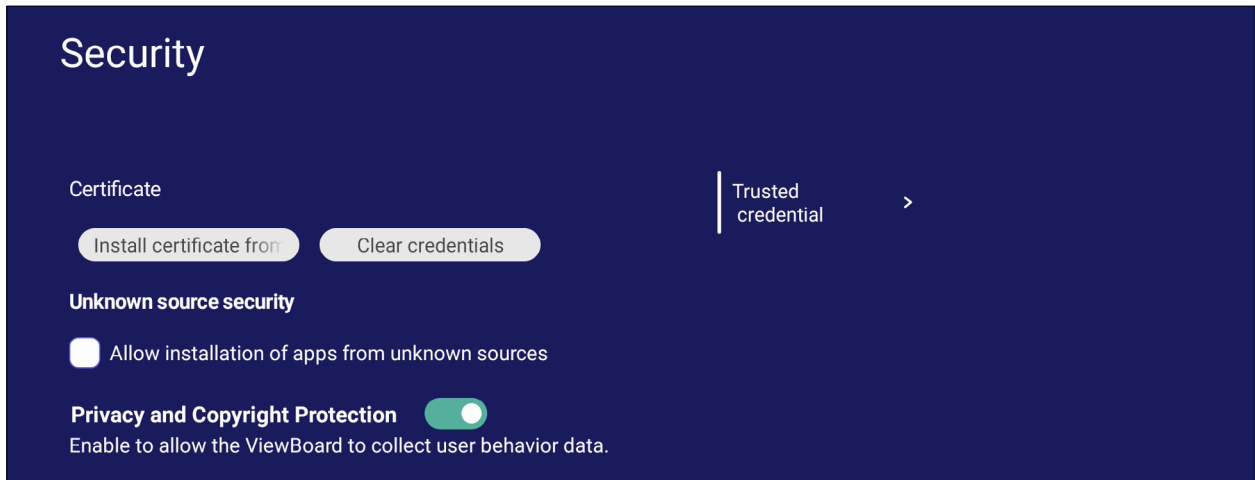 Security
Certificate
Install certificate from
Clear credentials
Trusted
credential
Unknown source security
Allow installation of apps from unknown sources
Privacy and Copyright Protection
Enable to allow the ViewBoard to collect user behavior data.